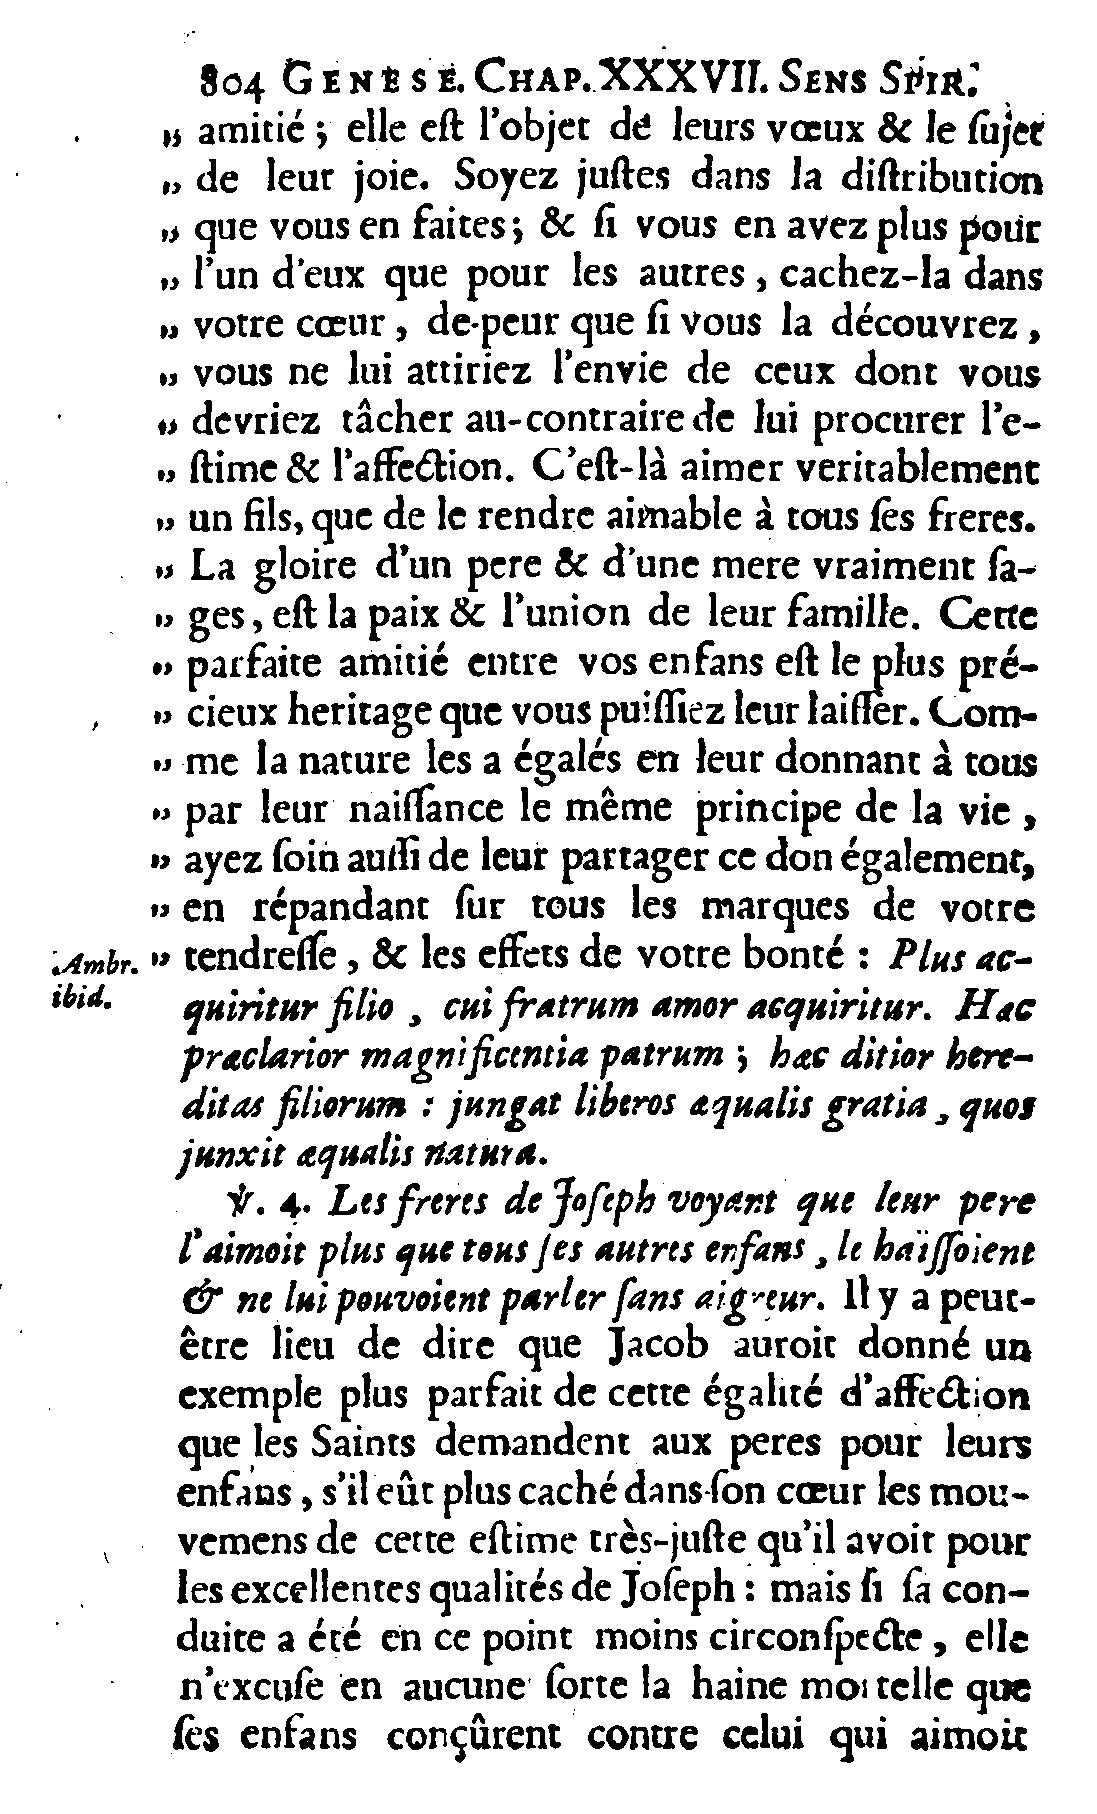 804 GENESE. CHAP. XXXVII. SENS SPIR.
„ amitié ; elle eſt l'objet de leurs vœux & le ſujet
„ de leur joie. Soyez juſtes dans la diſtribution
„ que vous en faites ; & ſi vous en avez plus pour
„ l'un d'eux que pour les autres , cachez-la dans
„ votre cœur , de-peur que ſi vous la découvrez ,
„ vous ne lui attiriez l'envie de ceux dont vous
„ devriez tâcher au-contraire de lui procurer l'e-
„ ſtime & l'affection. C'eſt-là aimer veritablement
„ un fils, que de le rendre aimable à tous ſes freres.
„ La gloire d'un pere & d'une mere vraiment ſa-
„ ges , eſt la paix & l'union de leur famille. Cette
„ parfaite amitié entre vos enfans eſt le plus pré-
„ cieux heritage que vous puiſſiez leur laiſſer. Com-
„ me la nature les a égalés en leur donnant à tous
„ par leur naiſſance le même principe de la vie ,
„ ayez ſoin auſſi de leur partager ce don également,
„ en répandant ſur tous les marques de votre
„ tendreſſe , & les effets de votre bonté : Plus ac-
Ambr.
ibid.
quiritur filio , cui fratrum amor acquiritur. Hæc
præclarior magnificentia patrum ; hæc ditior here-
ditas filiorum : jungat liberos æqualis gratia , quos
junxit æqualis natura.
℣. 4. Les freres de Joſeph voyant que leur pere
l'aimoit plus que tous ſes autres enfans , le haïſſoient
& ne lui pouvoient parler ſans aigreur. Il y a peut-
être lieu de dire que Jacob auroit donné un
exemple plus parfait de cette égalité d'affection
que les Saints demandent aux peres pour leurs
enfans , s'il eût plus caché dans ſon cœur les mou-
vemens de cette eſtime très-juſte qu'il avoit pour
les excellentes qualités de Joſeph : mais ſi ſa con-
duite a été en ce point moins circonſpecte , elle
n'excuſe en aucune ſorte la haine mortelle que
ſes enfans conçûrent contre celui qui aimoit